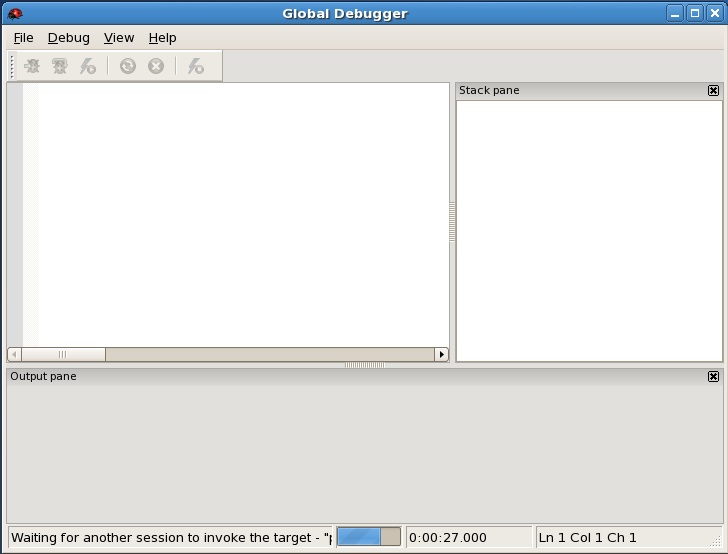 Global Debugger
File Debug View Help
Stack pane
Output pane
Waiting for another session to invoke the target - "
0:00:27.000
Ln 1 Col 1 Ch 1